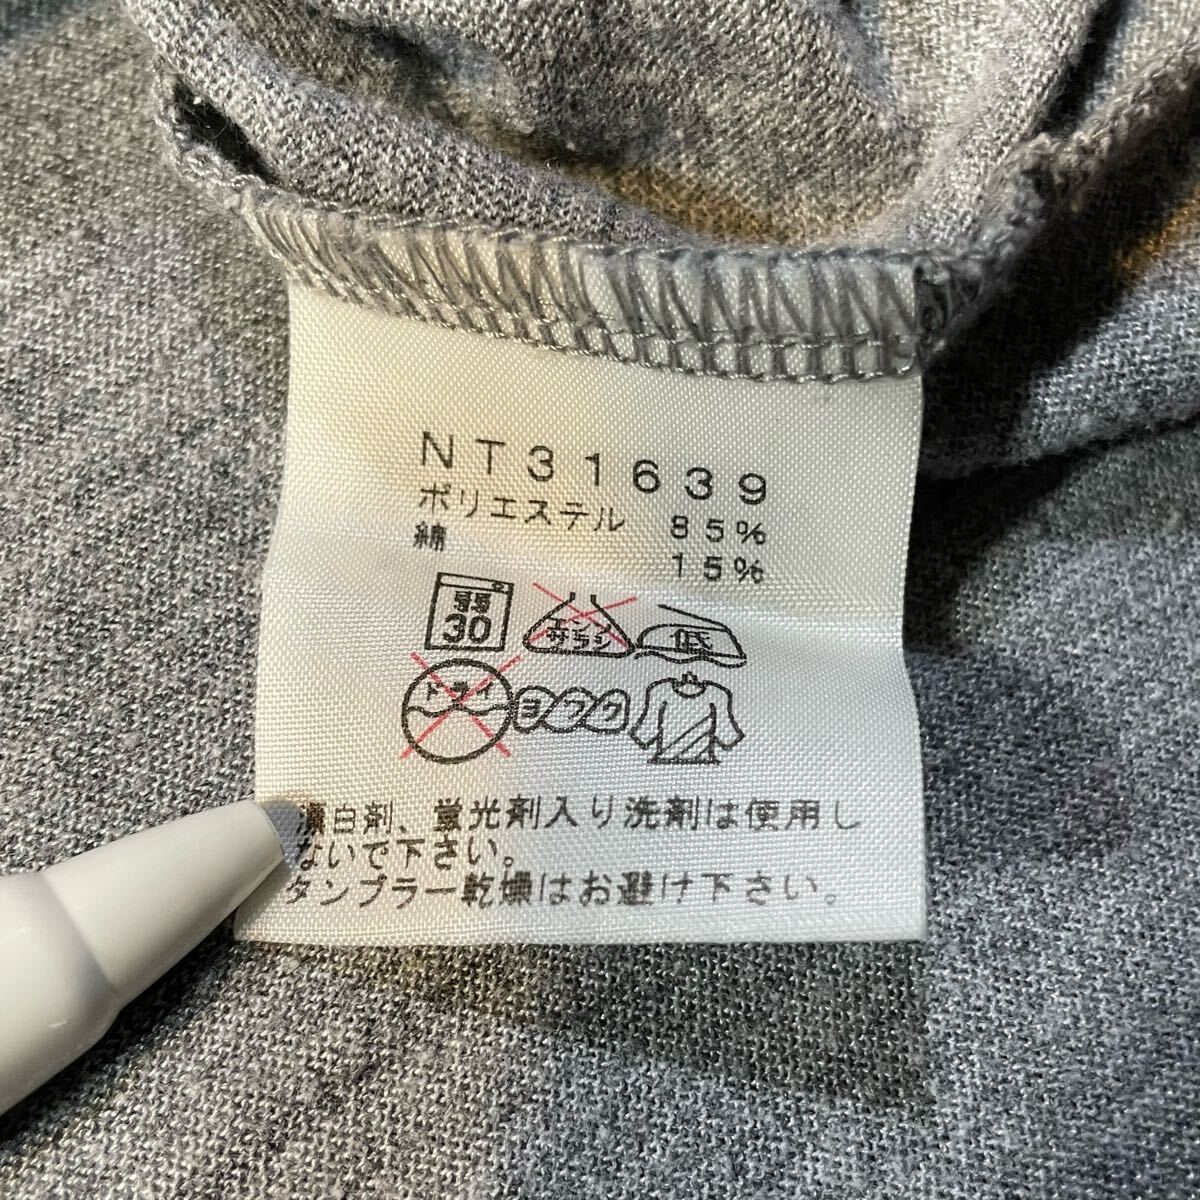 NT31639
ポリエステル 85%
綿 15%
弱 30 エンソ サラシ 低
ドライ ヨワク
漂白剤、蛍光剤入り洗剤は使用し
ないで下さい。
タンブラー乾燥はお避け下さい。